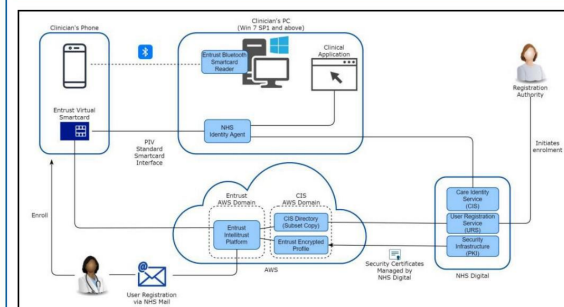 Clinician's Phone
Clinician's PC
(Win 7 SP1 and above)
Entrust Bluetooth
Smartcard
Reader
Clinical
Application
Registration
Authority
Entrust Virtual
Smartcard
NHS
Identity Agent
PIV
Standard
Smartcard
Interface
Initiates
enrolment
Entrust
AWS Domain
CIS
AWS Domain
Care Identity
Service
(CIS)
Enroll
Entrust
Intellitrust
Platform
CIS Directory
(Subset Copy)
User Registration
Service
(URS)
Entrust Encrypted
Profile
Security
Infrastructure
(PKI)
AWS
NHS Digital
Security Certificates
Managed by
NHS Digital
User Registration
via NHS Mail